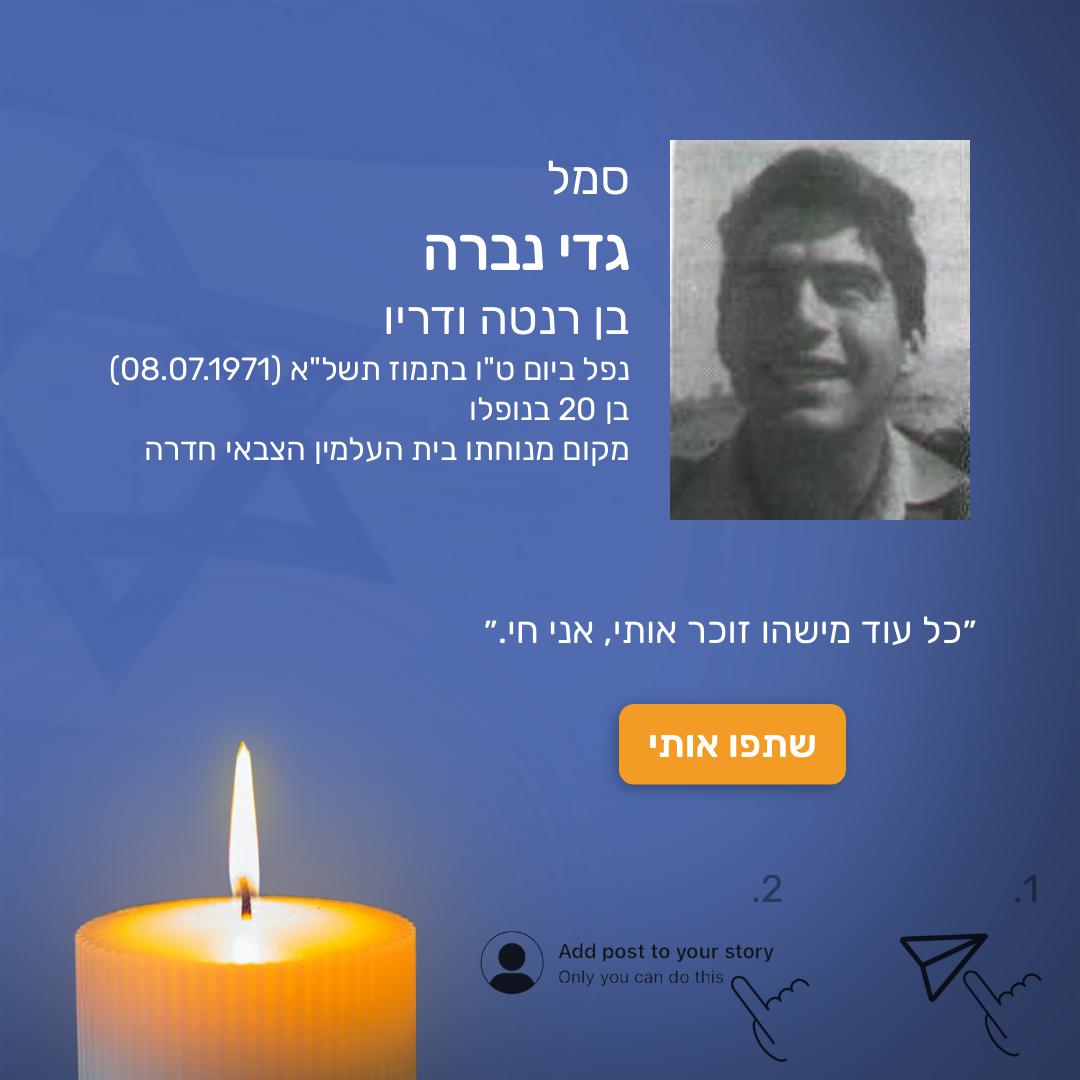 סמל
גדי נברה
בן רנטה ודריו
נפל ביום ט"ו בתמוז תשל"א (08.07.1971)
בן 20 בנופלו
מקום מנוחתו בית העלמין הצבאי חדרה
״כל עוד מישהו זוכר אותי, אני חי.״
שתפו אותי
1.
2.
Add post to your story
Only you can do this